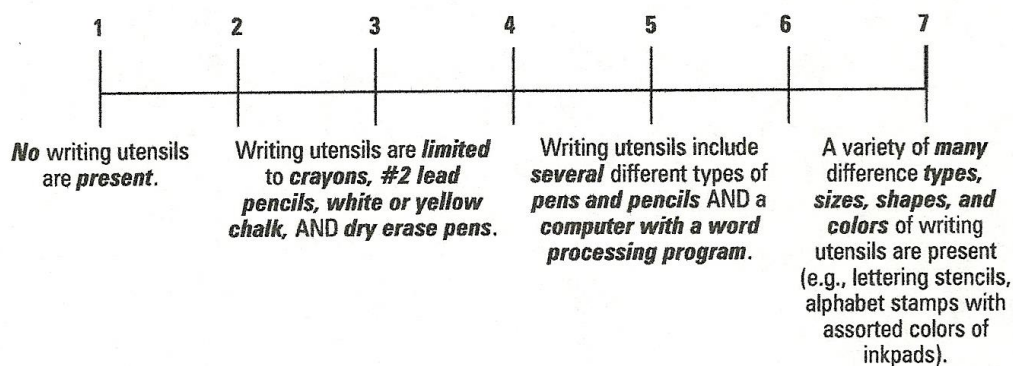 1 2 3 4 5 6 7
No writing utensils
are present.
Writing utensils are limited
to crayons, #2 lead
pencils, white or yellow
chalk, AND dry erase pens.
Writing utensils include
several different types of
pens and pencils AND a
computer with a word
processing program.
A variety of many
difference types,
sizes, shapes, and
colors of writing
utensils are present
(e.g., lettering stencils,
alphabet stamps with
assorted colors of
inkpads).